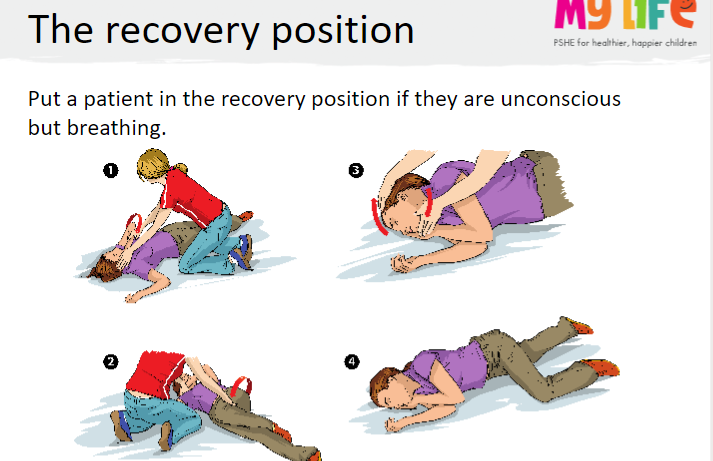 The recovery position
My LiFe
PSHE for healthier, happier children
Put a patient in the recovery position if they are unconscious
but breathing.
1
3
2
4